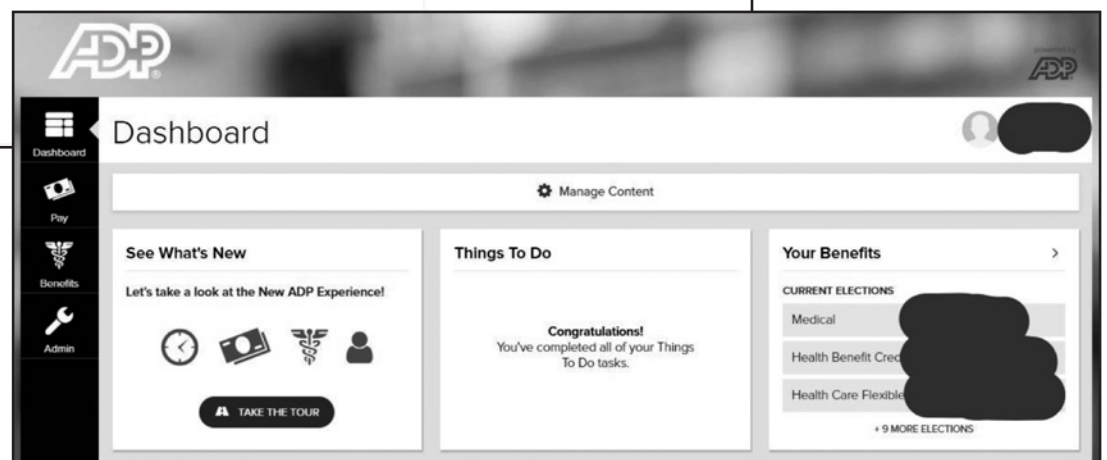 ADP
powered by
ADP
Dashboard
Dashboard
Manage Content
Pay
Benefits
Admin
See What's New
Let's take a look at the New ADP Experience!
TAKE THE TOUR
Things To Do
Congratulations!
You've completed all of your Things
To Do tasks.
Your Benefits
CURRENT ELECTIONS
Medical
Health Benefit
Health Care Flexible
+ 9 MORE ELECTIONS